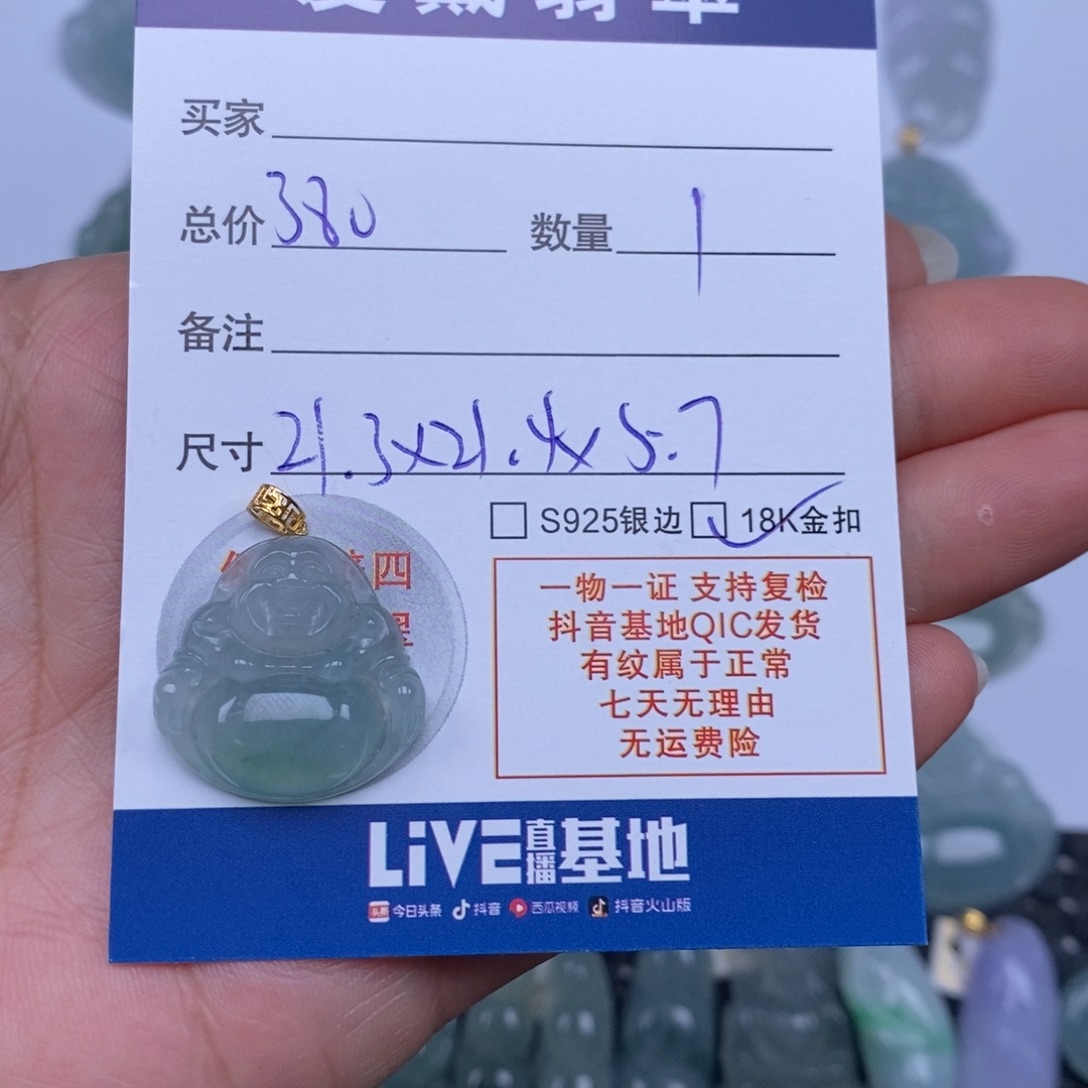 买家
总价 380 数量 1
备注
尺寸 21.3x21.4x5.7
S925银边 18K金扣
四
一物一证 支持复检
抖音基地QIC发货
有纹属于正常
七天无理由
无运费险
LiVE直播基地
头条 今日头条 抖音 西瓜视频 抖音火山版